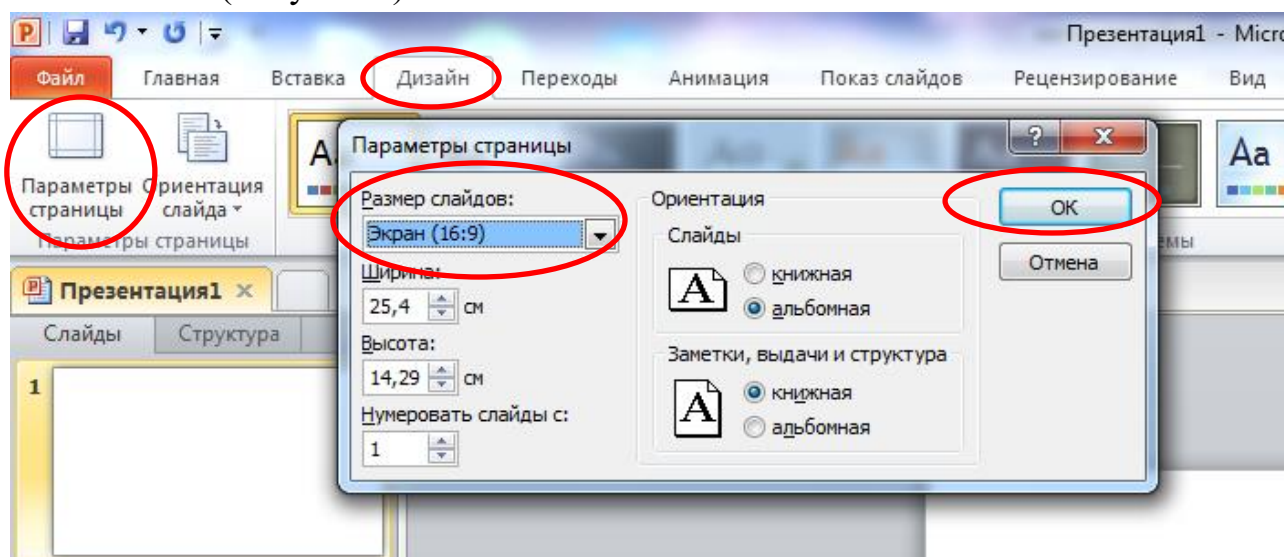 Презентация1 - Micro
Файл Главная Вставка Дизайн Переходы Анимация Показ слайдов Рецензирование Вид
Параметры страницы
Ориентация слайда
Параметры страницы
Aa
Параметры страницы
Размер слайдов:
Экран (16:9)
Ширина:
25,4 см
Высота:
14,29 см
Нумеровать слайды с:
1
Ориентация
Слайды
A
книжная
альбомная
Заметки, выдачи и структура
A
книжная
альбомная
ОК
Отмена
Презентация1
Слайды Структура
1